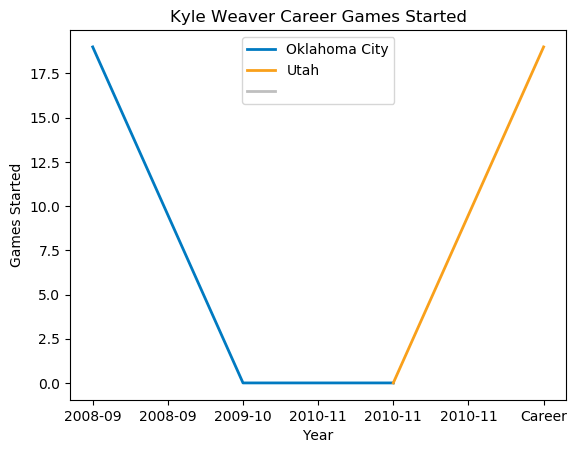 Kyle Weaver Career Games Started
Oklahoma City
Utah
Games Started
17.5
15.0
12.5
10.0
7.5
5.0
2.5
0.0
2008-09 2008-09 2009-10 2010-11 2010-11 2010-11 Career
Year